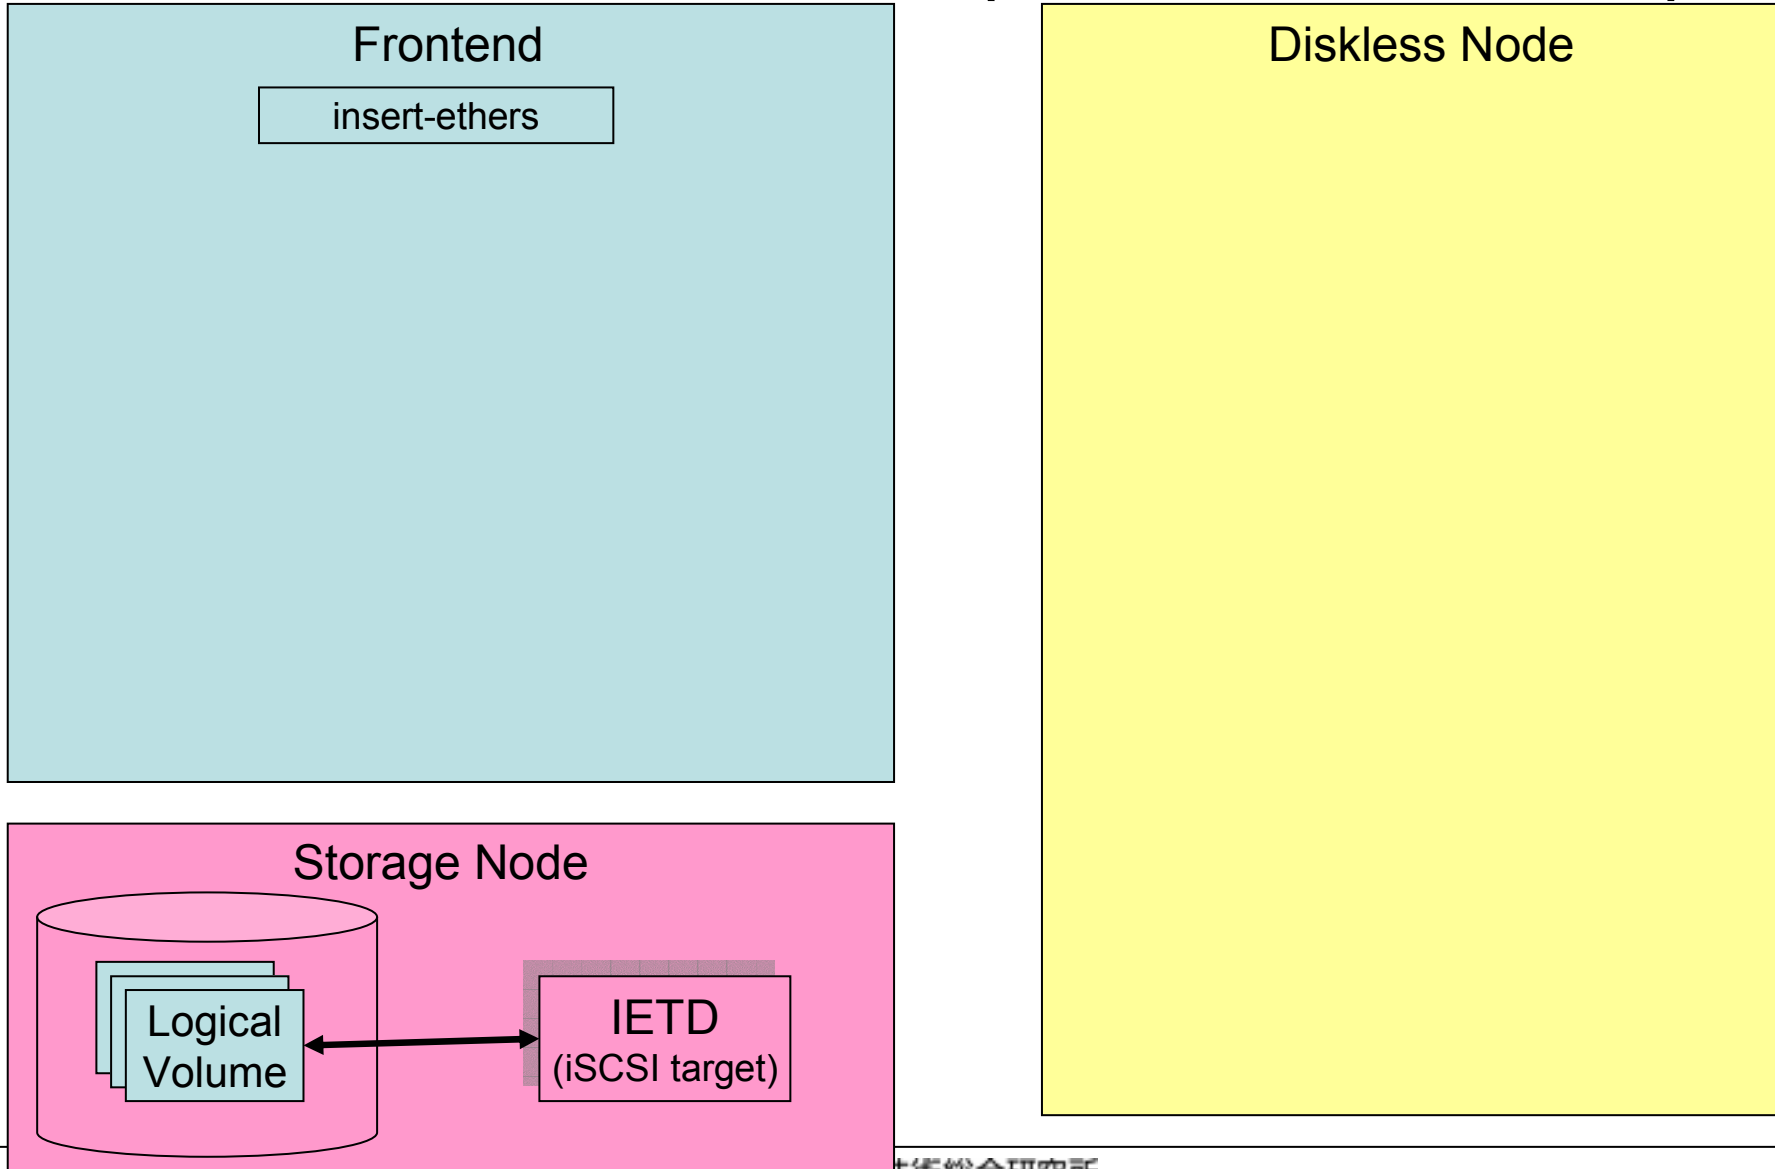 Frontend
insert-ethers
Diskless Node
Storage Node
Logical
Volume
IETD
(iSCSI target)